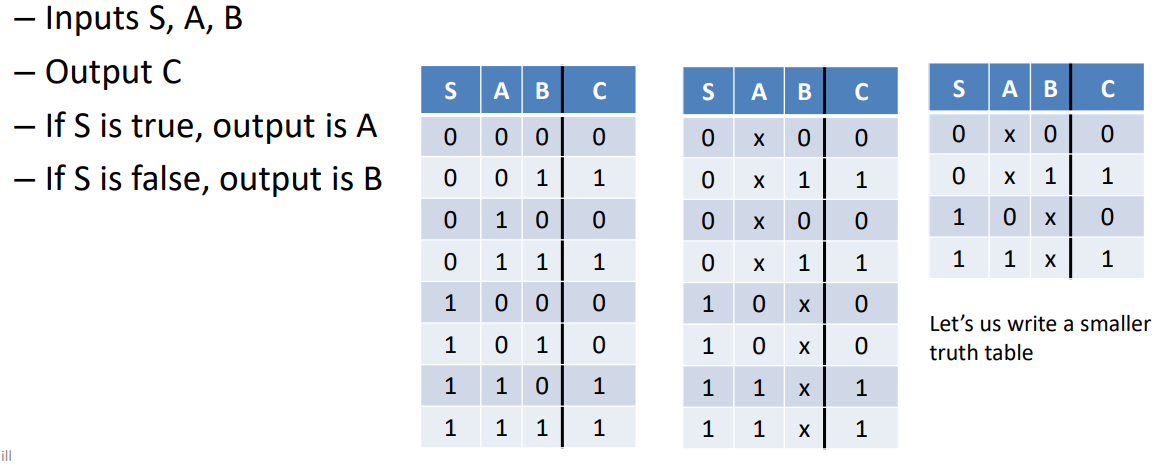 – Inputs S, A, B
– Output C
– If S is true, output is A
– If S is false, output is B
S A B C
0 0 0 0
0 0 1 1
0 1 0 0
0 1 1 1
1 0 0 0
1 0 1 0
1 1 0 1
1 1 1 1
S A B C
0 x 0 0
0 x 1 1
0 x 0 0
0 x 1 1
1 0 x 0
1 0 x 0
1 1 x 1
1 1 x 1
S A B C
0 x 0 0
0 x 1 1
1 0 x 0
1 1 x 1
Let’s us write a smaller
truth table
ill